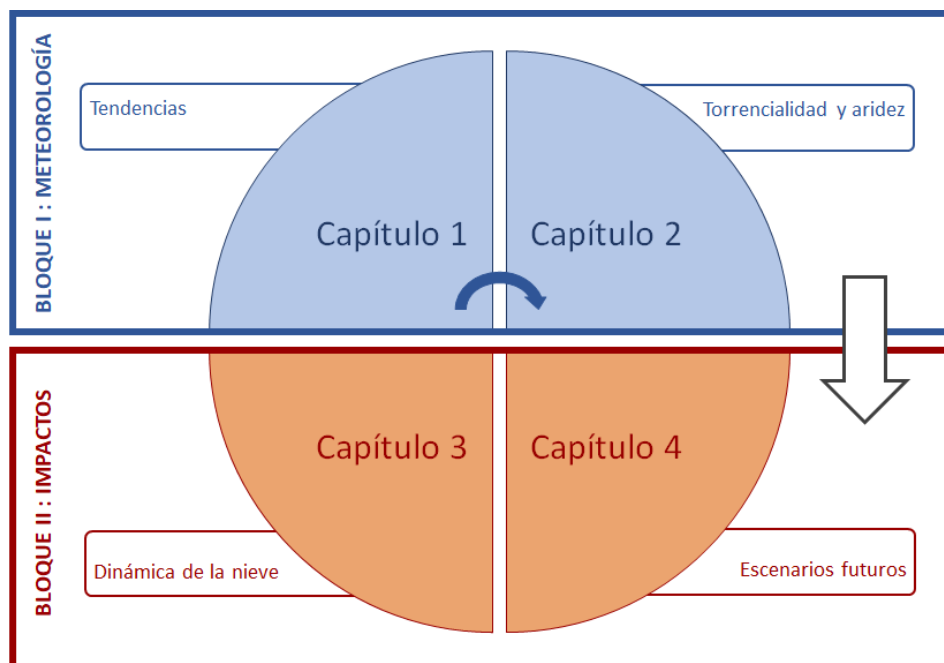 BLOQUE I : METEOROLOGÍA
Tendencias
Torrencialidad y aridez
Capítulo 1
Capítulo 2
BLOQUE II : IMPACTOS
Capítulo 3
Capítulo 4
Dinámica de la nieve
Escenarios futuros